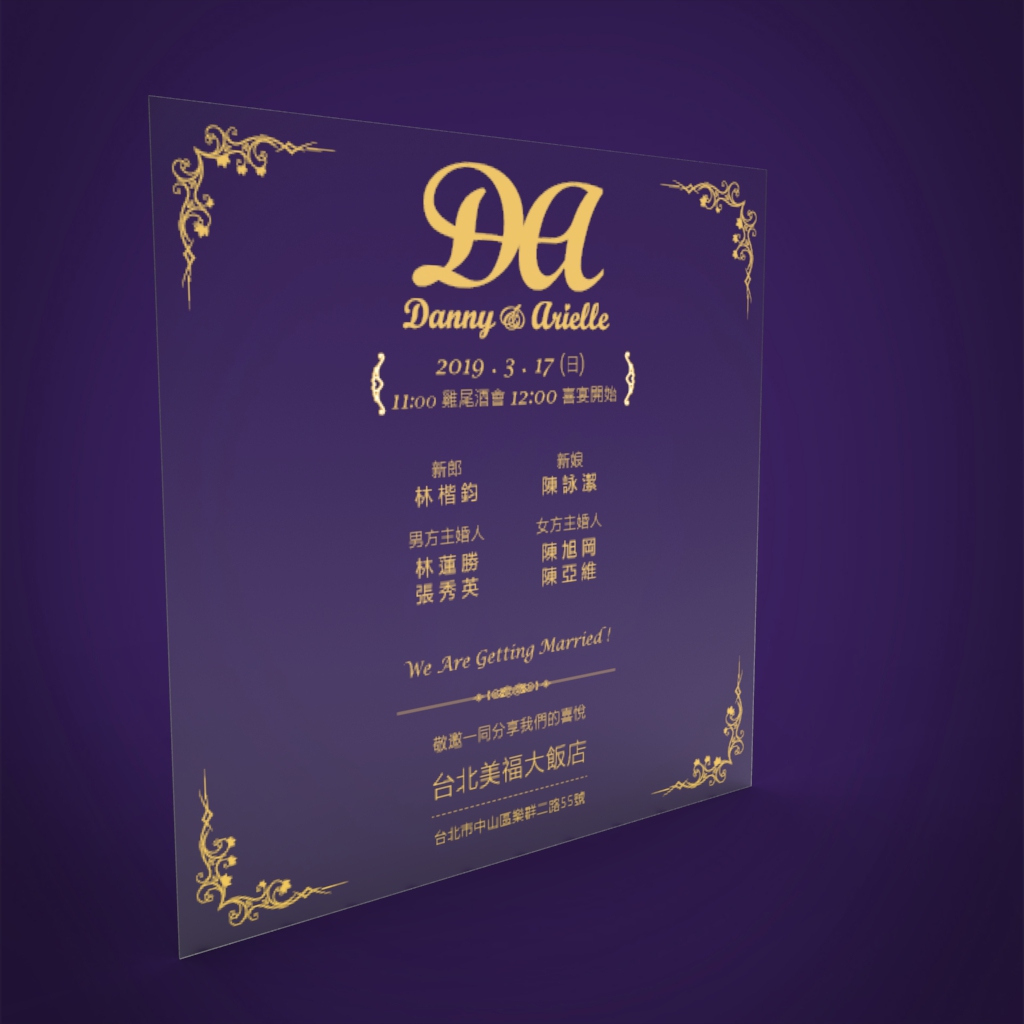 DA
Danny & Arielle
2019 . 3 . 17 (日)
11:00 雞尾酒會 12:00 喜宴開始
新郎 新娘
林楷鈞 陳詠潔
男方主婚人 女方主婚人
林蓮勝 陳旭岡
張秀英 陳亞維
We Are Getting Married!
敬邀一同分享我們的喜悅
台北美福大飯店
台北市中山區樂群二路55號